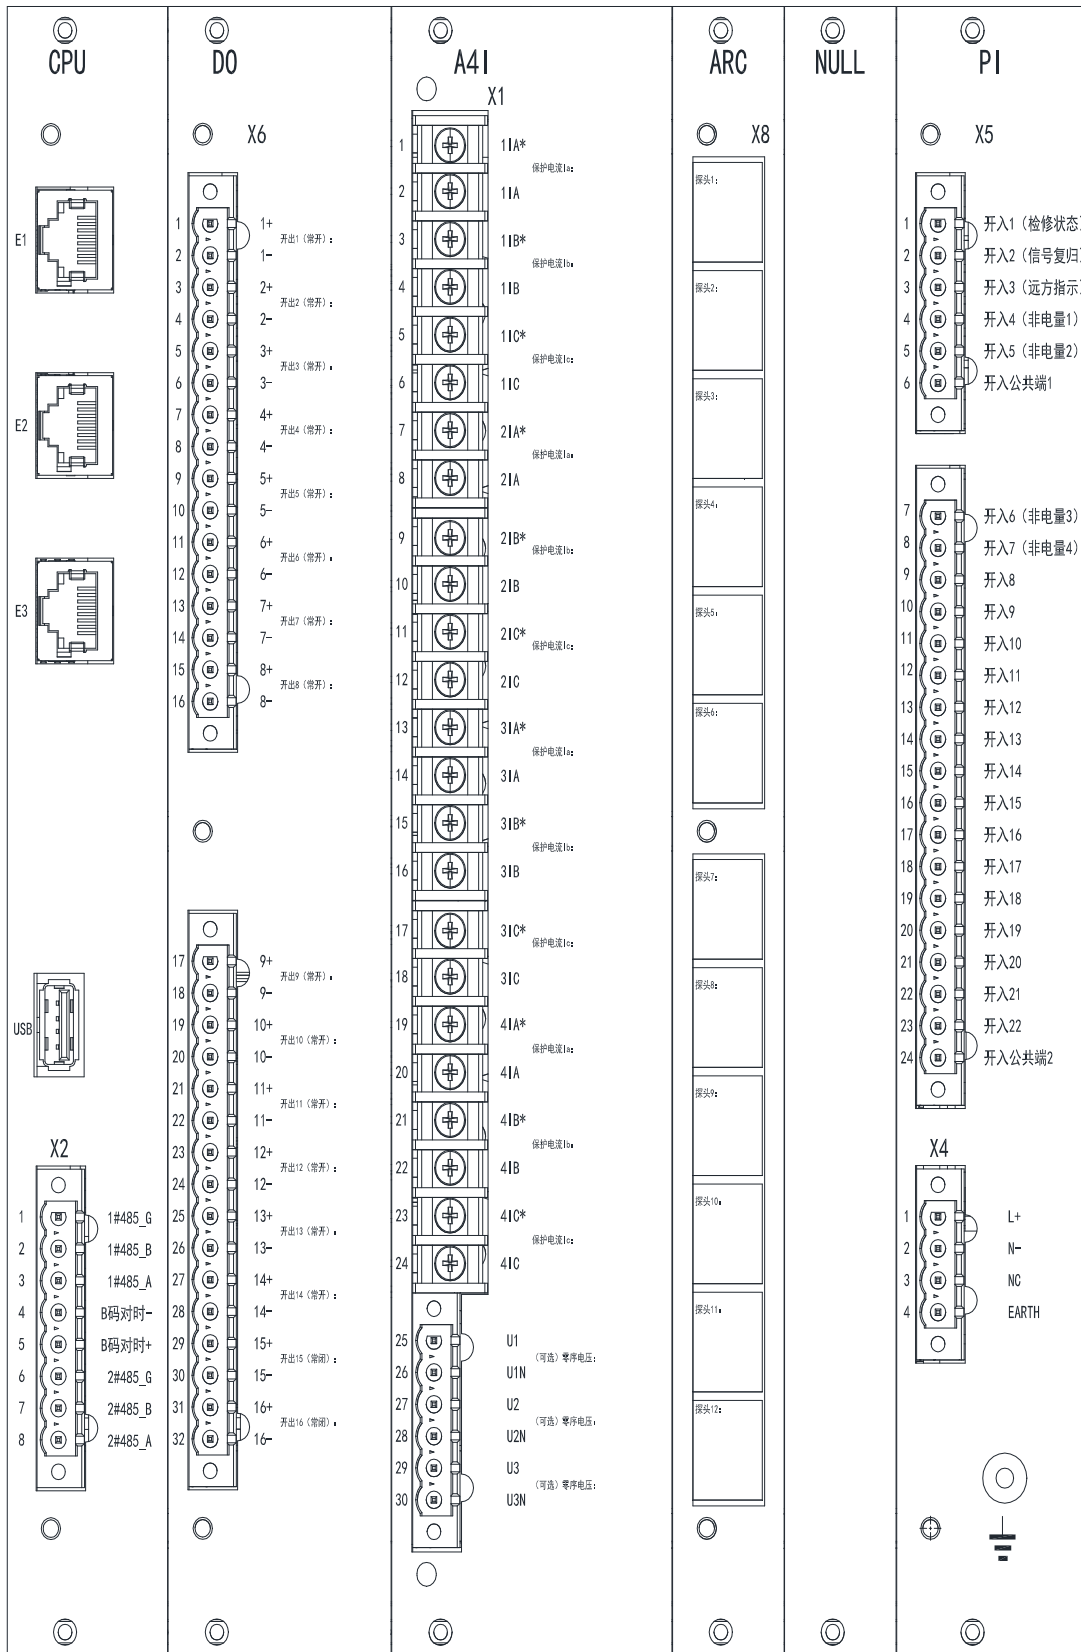 CPU
E1
E2
E3
USB
X2
1 1#485_G
2 1#485_B
3 1#485_A
4 B码对时-
5 B码对时+
6 2#485_G
7 2#485_B
8 2#485_A
DO
X6
1 1+
开出1（常开）：
2 1-
3 2+
开出2（常开）：
4 2-
5 3+
开出3（常开）：
6 3-
7 4+
开出4（常开）：
8 4-
9 5+
开出5（常开）：
10 5-
11 6+
开出6（常开）：
12 6-
13 7+
开出7（常开）：
14 7-
15 8+
开出8（常开）：
16 8-
17 9+
开出9（常开）：
18 9-
19 10+
开出10（常开）：
20 10-
21 11+
开出11（常开）：
22 11-
23 12+
开出12（常开）：
24 12-
25 13+
开出13（常开）：
26 13-
27 14+
开出14（常开）：
28 14-
29 15+
开出15（常闭）：
30 15-
31 16+
开出16（常闭）：
32 16-
A4I
X1
1 1IA*
保护电流Ia：
2 1IA
3 1IB*
保护电流Ib：
4 1IB
5 1IC*
保护电流Ic：
6 1IC
7 2IA*
保护电流Ia：
8 2IA
9 2IB*
保护电流Ib：
10 2IB
11 2IC*
保护电流Ic：
12 2IC
13 3IA*
保护电流Ia：
14 3IA
15 3IB*
保护电流Ib：
16 3IB
17 3IC*
保护电流Ic：
18 3IC
19 4IA*
保护电流Ia：
20 4IA
21 4IB*
保护电流Ib：
22 4IB
23 4IC*
保护电流Ic：
24 4IC
25 U1
（可选）零序电压：
26 U1N
27 U2
（可选）零序电压：
28 U2N
29 U3
（可选）零序电压：
30 U3N
ARC
X8
探头1：
探头2：
探头3：
探头4：
探头5：
探头6：
探头7：
探头8：
探头9：
探头10：
探头11：
探头12：
NULL
PI
X5
1 开入1（检修状态）
2 开入2（信号复归）
3 开入3（远方指示）
4 开入4（非电量1）
5 开入5（非电量2）
6 开入公共端1
7 开入6（非电量3）
8 开入7（非电量4）
9 开入8
10 开入9
11 开入10
12 开入11
13 开入12
14 开入13
15 开入14
16 开入15
17 开入16
18 开入17
19 开入18
20 开入19
21 开入20
22 开入21
23 开入22
24 开入公共端2
X4
1 L+
2 N-
3 NC
4 EARTH